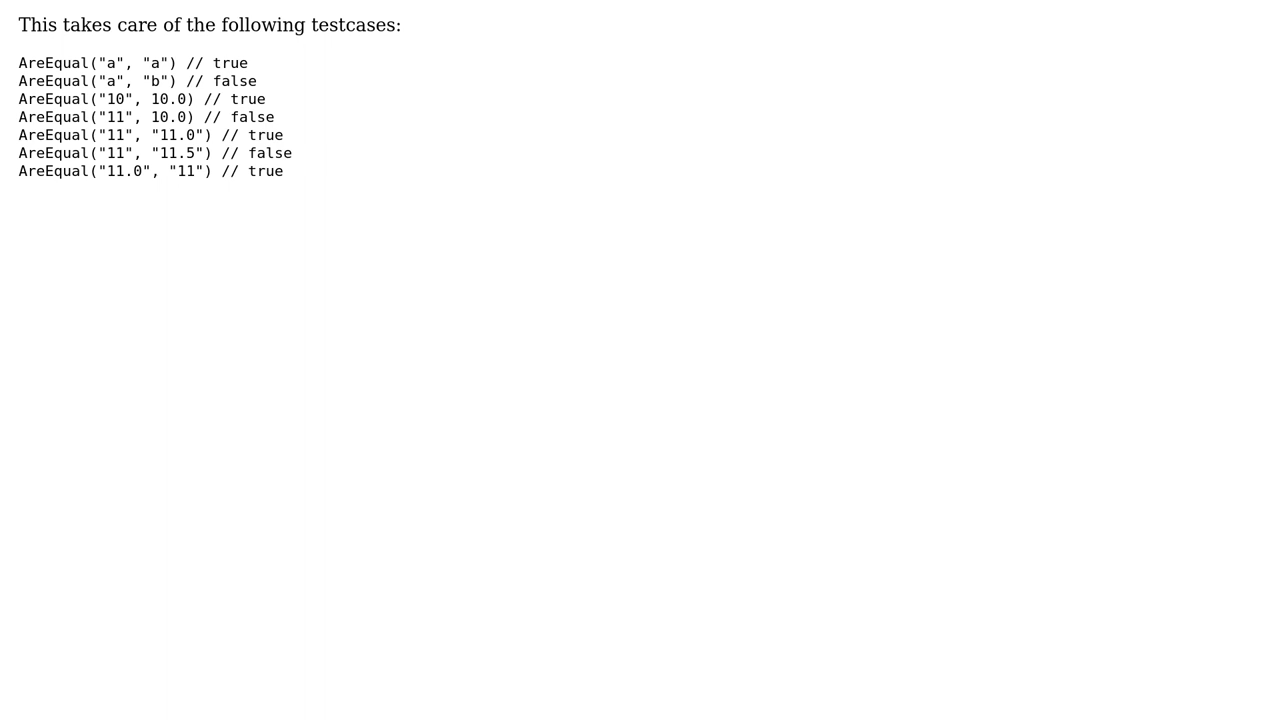 This takes care of the following testcases:
AreEqual("a", "a") // true
AreEqual("a", "b") // false
AreEqual("10", 10.0) // true
AreEqual("11", 10.0) // false
AreEqual("11", "11.0") // true
AreEqual("11", "11.5") // false
AreEqual("11.0", "11") // true